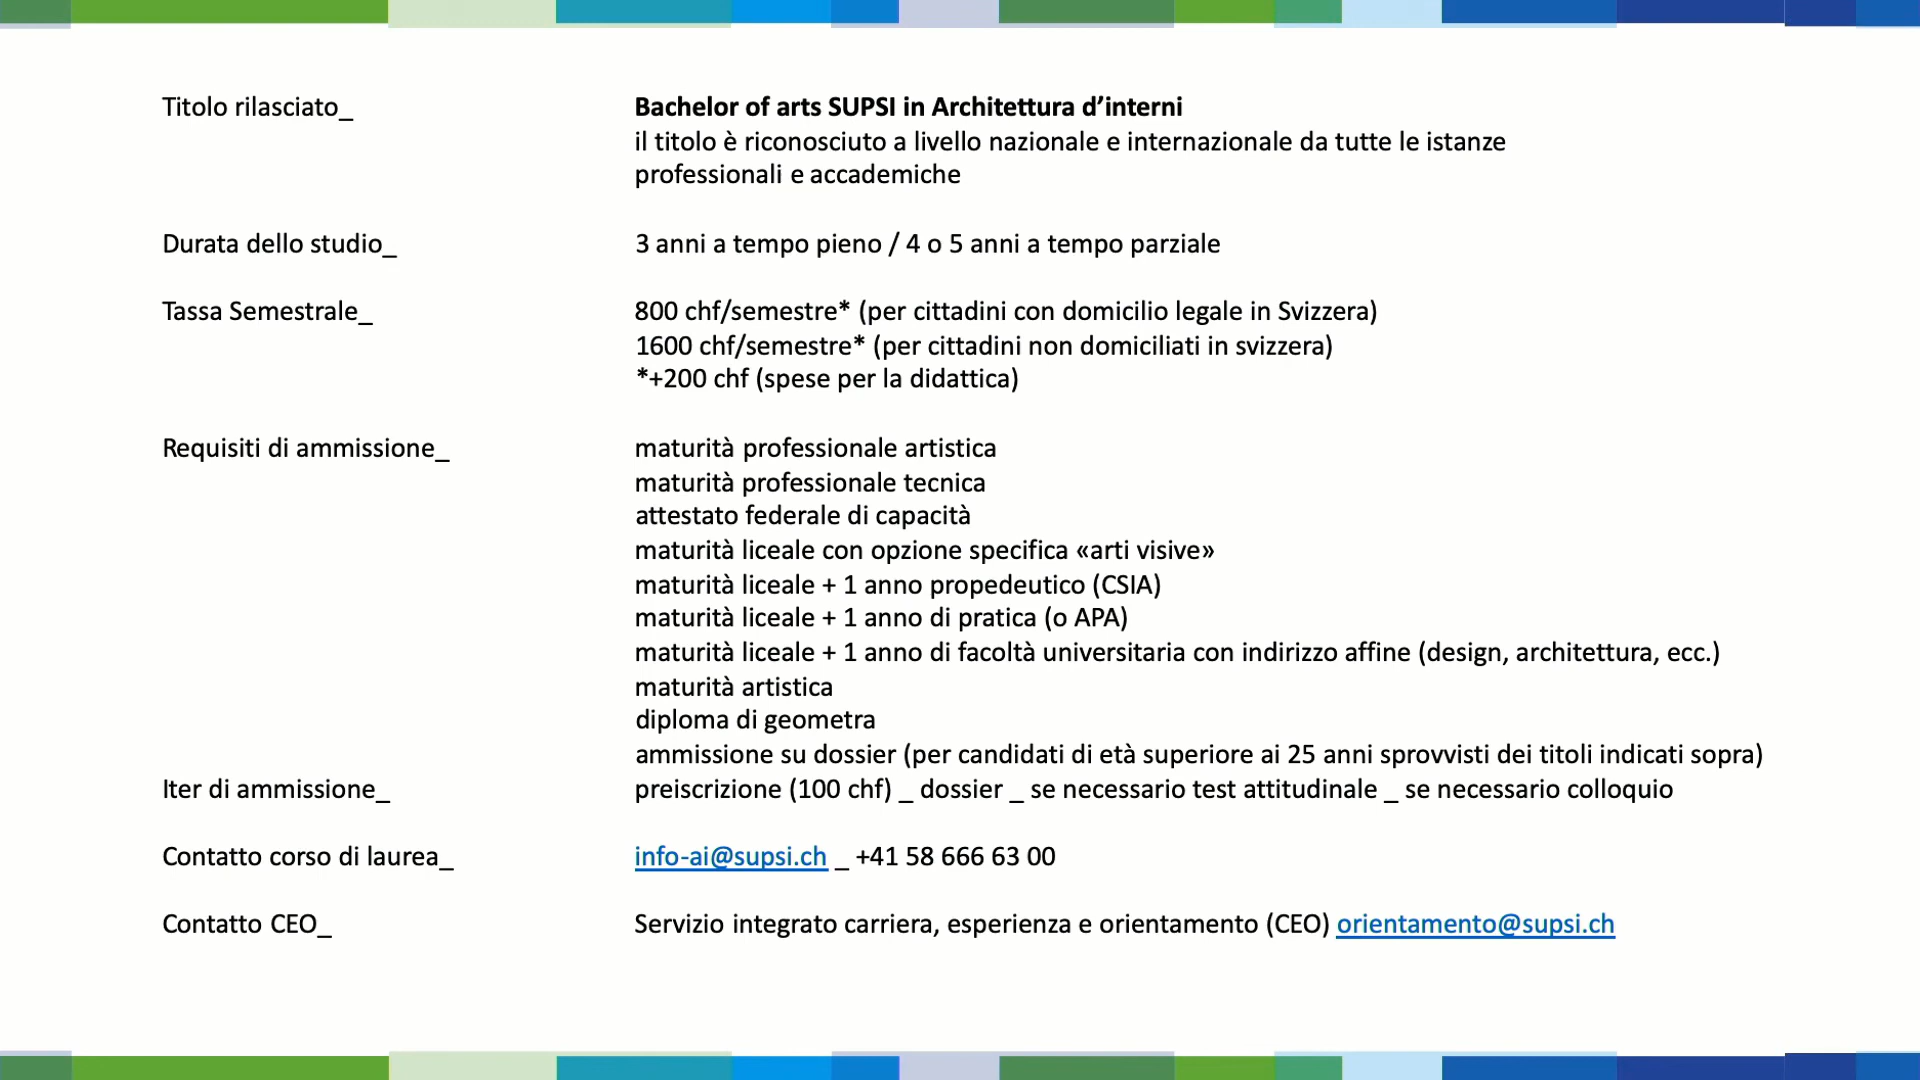 Titolo rilasciato_
Bachelor of arts SUPSI in Architettura d’interni
il titolo è riconosciuto a livello nazionale e internazionale da tutte le istanze
professionali e accademiche
Durata dello studio_
3 anni a tempo pieno / 4 o 5 anni a tempo parziale
Tassa Semestrale_
800 chf/semestre* (per cittadini con domicilio legale in Svizzera)
1600 chf/semestre* (per cittadini non domiciliati in svizzera)
*+200 chf (spese per la didattica)
Requisiti di ammissione_
maturità professionale artistica
maturità professionale tecnica
attestato federale di capacità
maturità liceale con opzione specifica «arti visive»
maturità liceale + 1 anno propedeutico (CSIA)
maturità liceale + 1 anno di pratica (o APA)
maturità liceale + 1 anno di facoltà universitaria con indirizzo affine (design, architettura, ecc.)
maturità artistica
diploma di geometra
ammissione su dossier (per candidati di età superiore ai 25 anni sprovvisti dei titoli indicati sopra)
Iter di ammissione_
preiscrizione (100 chf) _ dossier _ se necessario test attitudinale _ se necessario colloquio
Contatto corso di laurea_
info-ai@supsi.ch _ +41 58 666 63 00
Contatto CEO_
Servizio integrato carriera, esperienza e orientamento (CEO) orientamento@supsi.ch